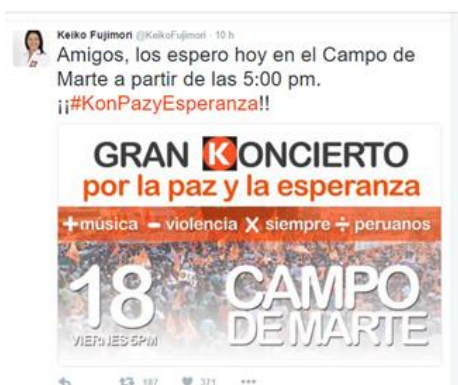 Keiko Fujimori @KeikoFujimori · 10 h
Amigos, los espero hoy en el Campo de
Marte a partir de las 5:00 pm.
¡¡#KonPazyEsperanza!!
GRAN KONCIERTO
por la paz y la esperanza
+música - violencia X siempre ÷ peruanos
18
VIERNES 5PM
CAMPO
DE MARTE
187 371